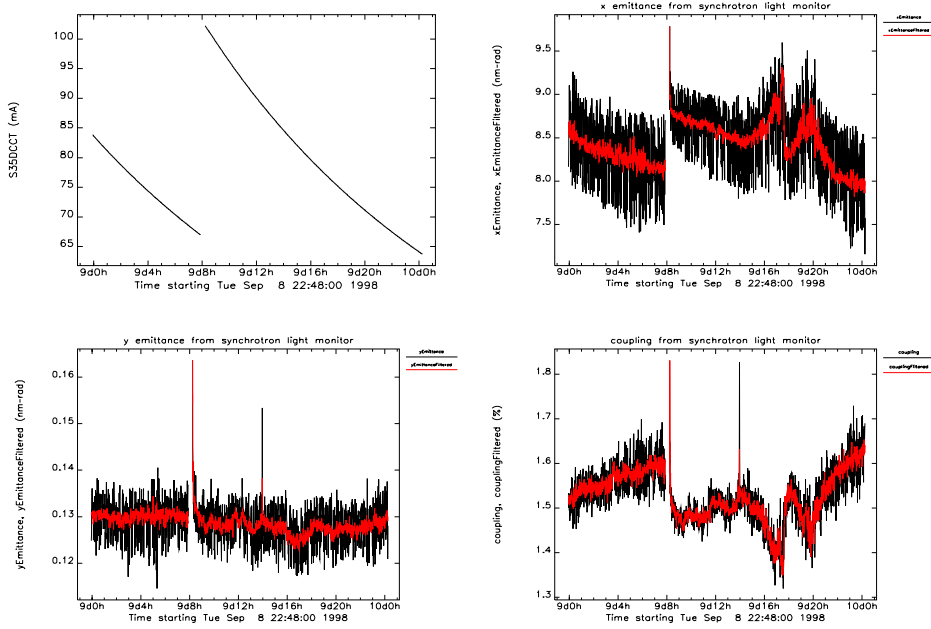 S35DCCT (mA)
100
95
90
85
80
75
70
65
9d0h 9d4h 9d8h 9d12h 9d16h 9d20h 10d0h
Time starting Tue Sep 8 22:48:00 1998
x emittance from synchrotron light monitor
xEmittance
xEmittanceFiltered
xEmittance, xEmittanceFiltered (nm-rad)
9.5
9.0
8.5
8.0
7.5
9d0h 9d4h 9d8h 9d12h 9d16h 9d20h 10d0h
Time starting Tue Sep 8 22:48:00 1998
y emittance from synchrotron light monitor
yEmittance
yEmittanceFiltered
yEmittance, yEmittanceFiltered (nm-rad)
0.16
0.15
0.14
0.13
0.12
9d0h 9d4h 9d8h 9d12h 9d16h 9d20h 10d0h
Time starting Tue Sep 8 22:48:00 1998
coupling from synchrotron light monitor
coupling
couplingFiltered
coupling, couplingFiltered (%)
1.8
1.7
1.6
1.5
1.4
1.3
9d0h 9d4h 9d8h 9d12h 9d16h 9d20h 10d0h
Time starting Tue Sep 8 22:48:00 1998